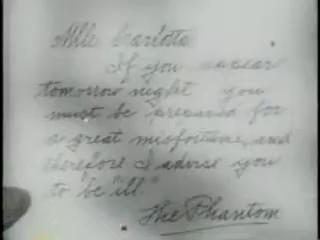 Mlle Carlotta
If you appear
tomorrow night you
must be prepared for
a great misfortune, and
therefore I advise you
to be "ill."
The Phantom